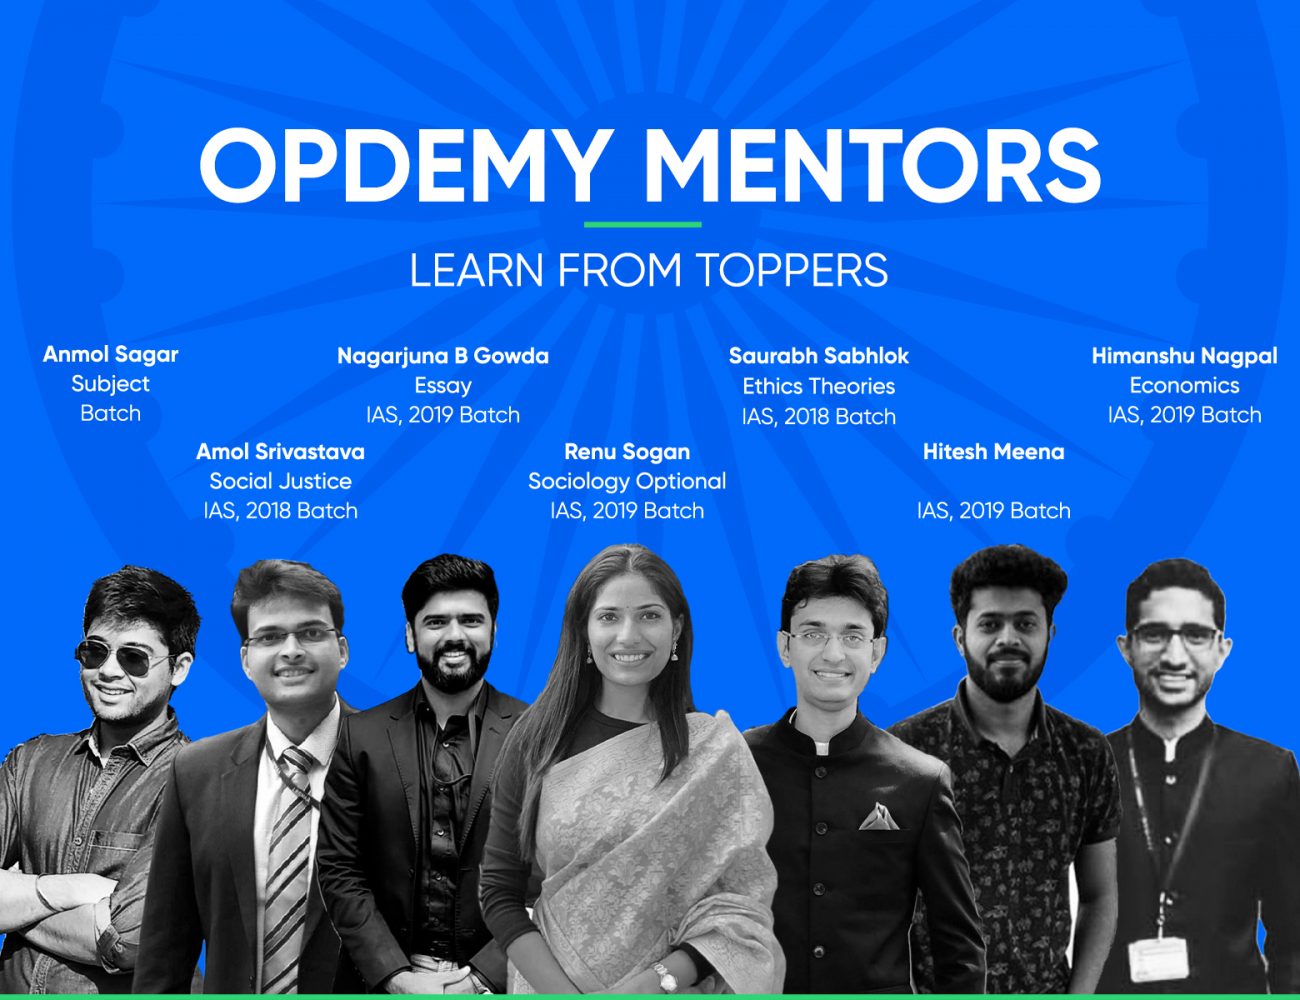 OPDEMY MENTORS
LEARN FROM TOPPERS
Anmol Sagar
Subject
Batch
Nagarjuna B Gowda
Essay
IAS, 2019 Batch
Saurabh Sabhlok
Ethics Theories
IAS, 2018 Batch
Himanshu Nagpal
Economics
IAS, 2019 Batch
Amol Srivastava
Social Justice
IAS, 2018 Batch
Renu Sogan
Sociology Optional
IAS, 2019 Batch
Hitesh Meena
IAS, 2019 Batch